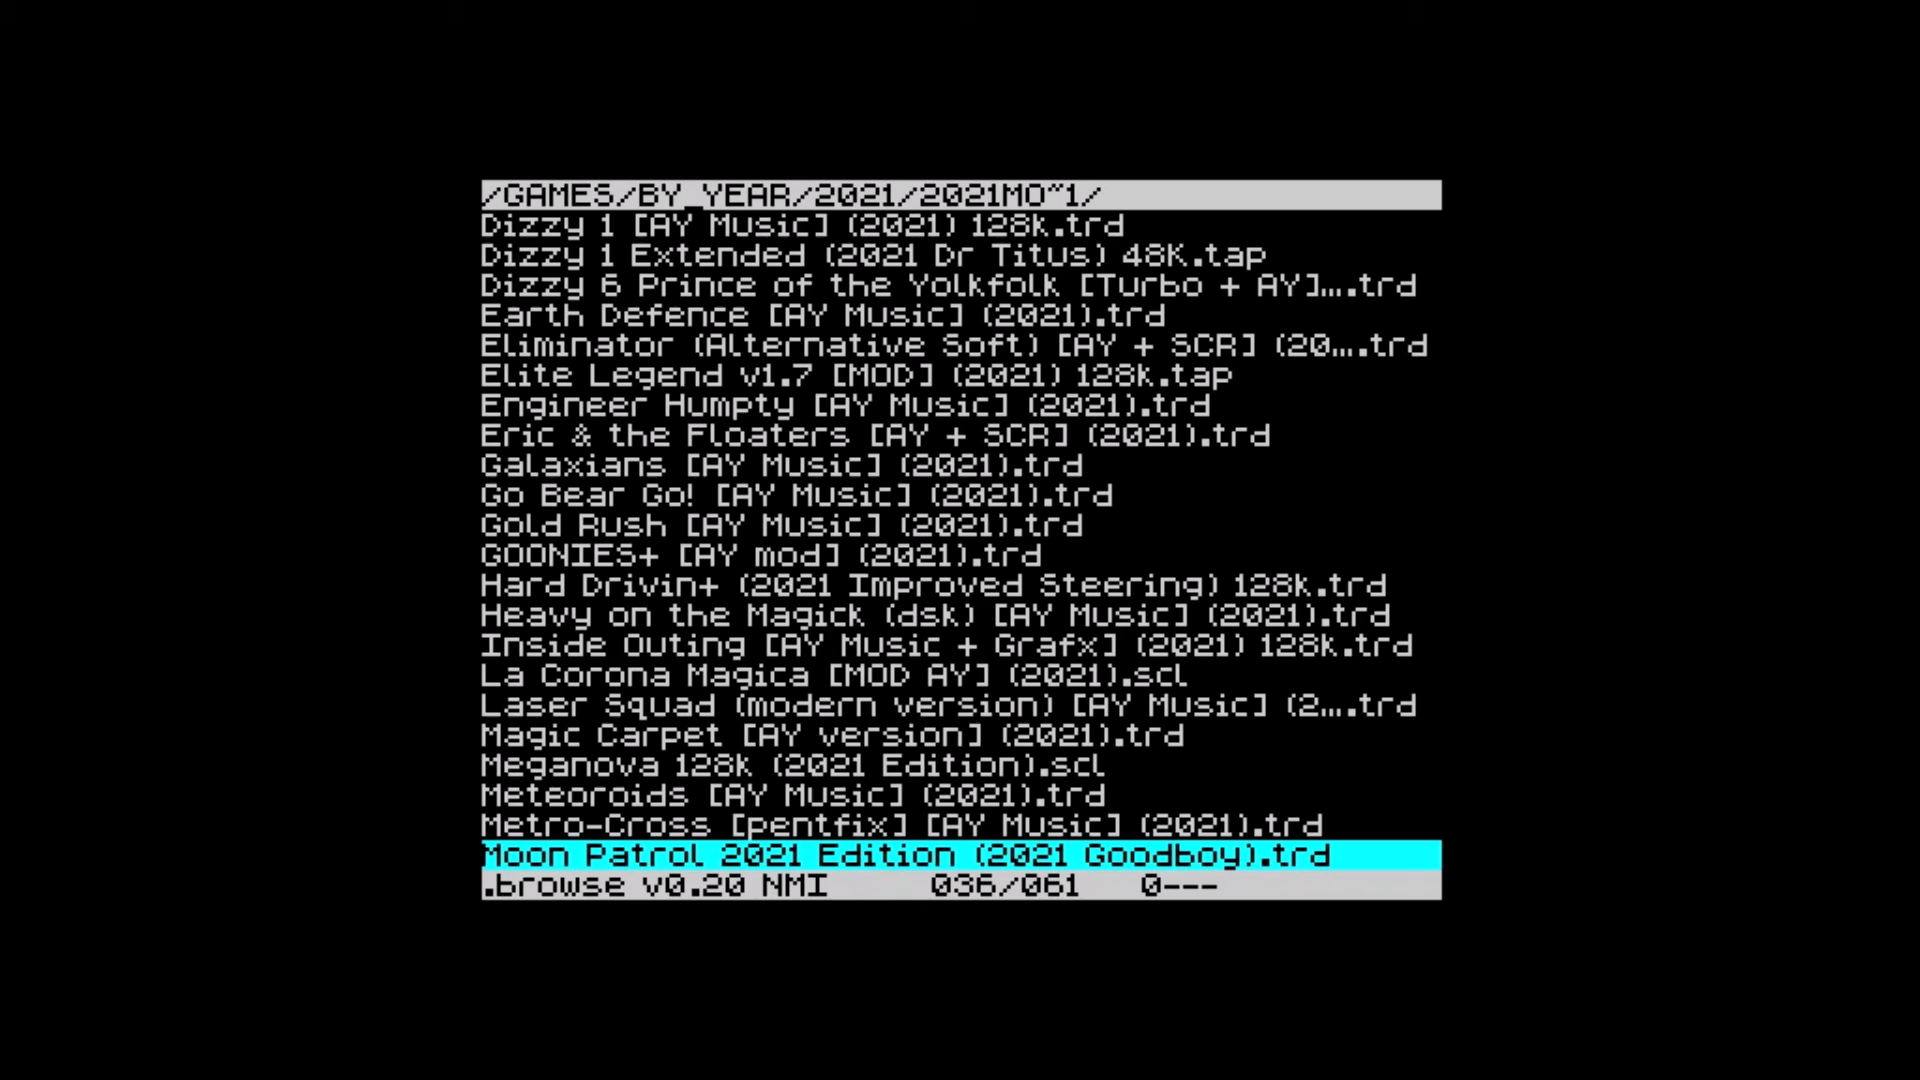 /GAMES/BY_YEAR/2021/2021MO~1/
Dizzy 1 [AY Music] (2021) 128k.trd
Dizzy 1 Extended (2021 Dr Titus) 48K.tap
Dizzy 6 Prince of the Yolkfolk [Turbo + AY]….trd
Earth Defence [AY Music] (2021).trd
Eliminator (Alternative Soft) [AY + SCR] (20….trd
Elite Legend v1.7 [MOD] (2021) 128k.tap
Engineer Humpty [AY Music] (2021).trd
Eric & the Floaters [AY + SCR] (2021).trd
Galaxians [AY Music] (2021).trd
Go Bear Go! [AY Music] (2021).trd
Gold Rush [AY Music] (2021).trd
GOONIES+ [AY mod] (2021).trd
Hard Drivin+ (2021 Improved Steering) 128k.trd
Heavy on the Magick (dsk) [AY Music] (2021).trd
Inside Outing [AY Music + Grafx] (2021) 128k.trd
La Corona Magica [MOD AY] (2021).scl
Laser Squad (modern version) [AY Music] (2….trd
Magic Carpet [AY version] (2021).trd
Meganova 128k (2021 Edition).scl
Meteoroids [AY Music] (2021).trd
Metro-Cross [pentfix] [AY Music] (2021).trd
Moon Patrol 2021 Edition (2021 Goodboy).trd
.browse v0.20 NMI 036/061 0---